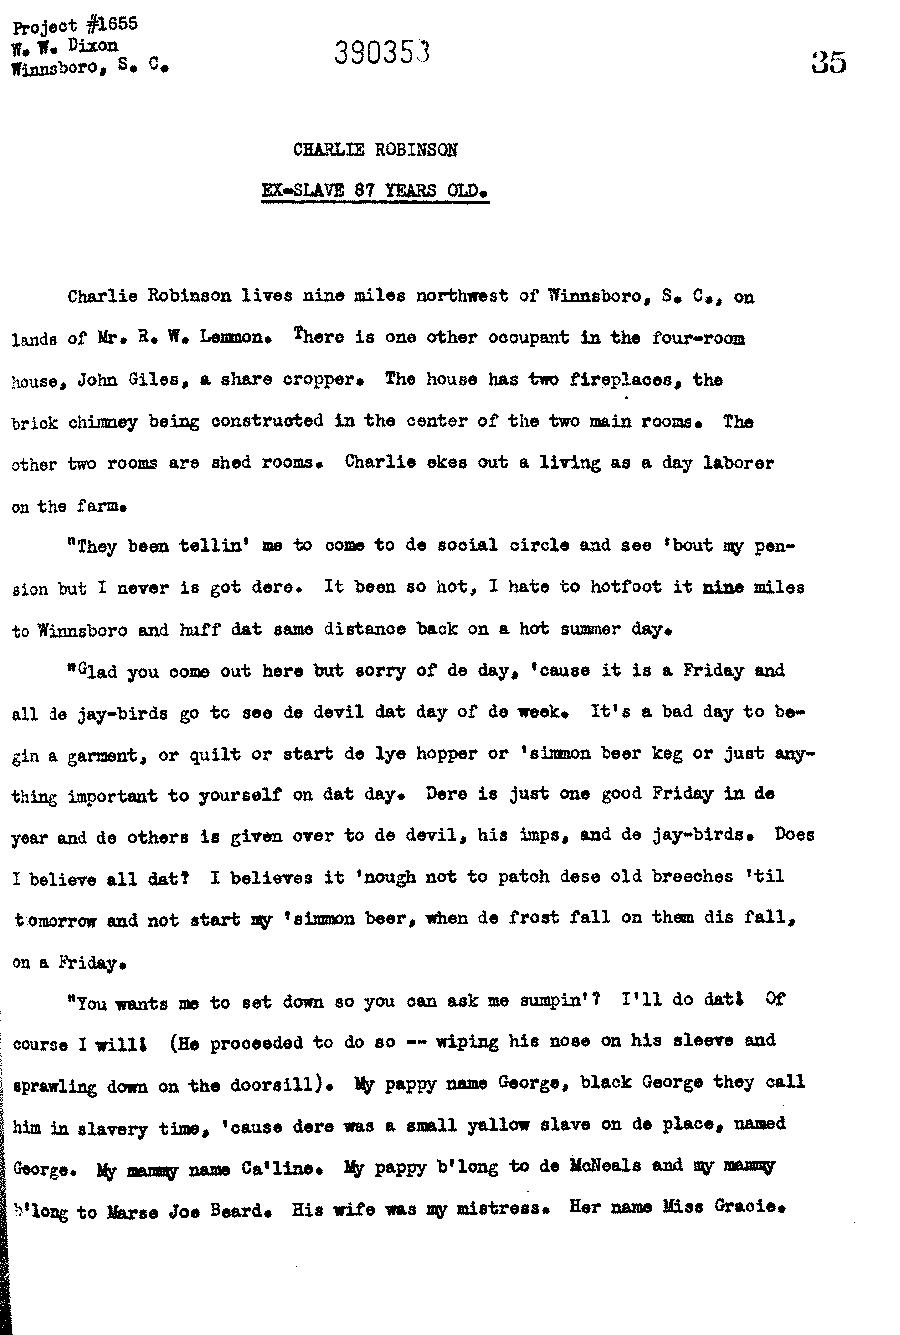 Project #1655
W. W. Dixon
Winnsboro, S. C.
390353
35
CHARLIE ROBINSON
EX-SLAVE 87 YEARS OLD.
Charlie Robinson lives nine miles northwest of Winnsboro, S. C., on
lands of Mr. R. W. Lemmon. There is one other occupant in the four-room
house, John Giles, a share cropper. The house has two fireplaces, the
brick chimney being constructed in the center of the two main rooms. The
other two rooms are shed rooms. Charlie ekes out a living as a day laborer
on the farm.
"They been tellin' me to come to de social circle and see 'bout my pen-
sion but I never is got dere. It been so hot, I hate to hotfoot it nine miles
to Winnsboro and huff dat same distance back on a hot summer day.
"Glad you come out here but sorry of de day, 'cause it is a Friday and
all de jay-birds go to see de devil dat day of de week. It's a bad day to be-
gin a garment, or quilt or start de lye hopper or 'simmon beer keg or just any-
thing important to yourself on dat day. Dere is just one good Friday in de
year and de others is given over to de devil, his imps, and de jay-birds. Does
I believe all dat? I believes it 'nough not to patch dese old breeches 'til
tomorrow and not start my 'simmon beer, when de frost fall on them dis fall,
on a Friday.
"You wants me to set down so you can ask me sumpin'? I'll do dat! Of
course I will! (He proceeded to do so -- wiping his nose on his sleeve and
sprawling down on the doorsill). My pappy name George, black George they call
him in slavery time, 'cause dere was a small yallow slave on de place, named
George. My mammy name Ca'line. My pappy b'long to de McNeals and my mammy
b'long to Marse Joe Beard. His wife was my mistress. Her name Miss Gracie.